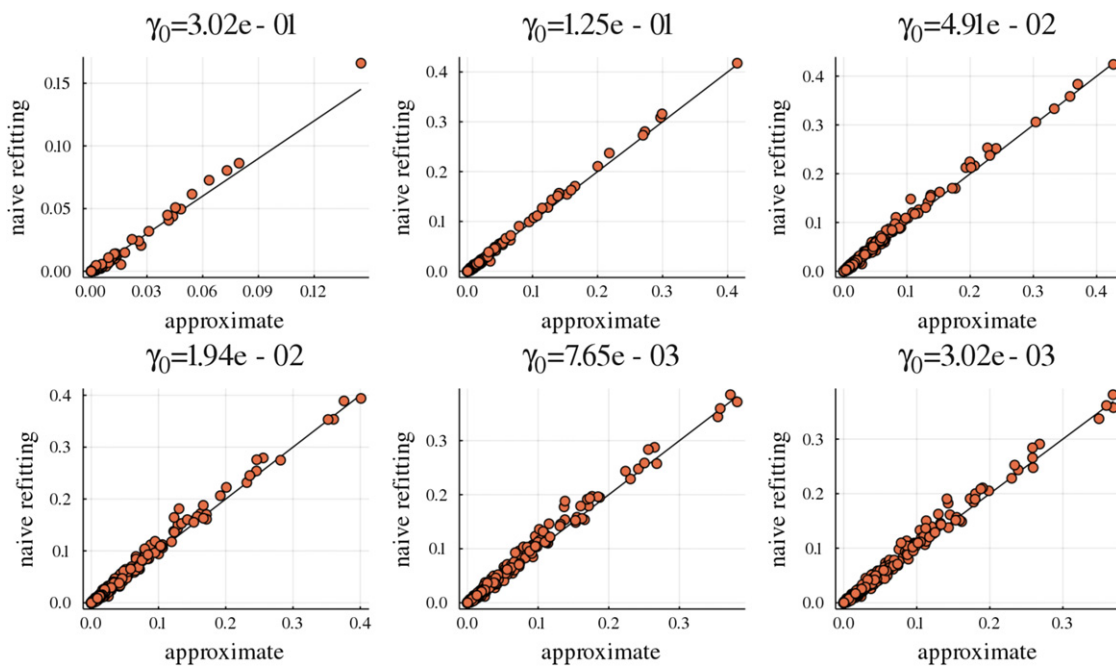 γ₀=3.02e - 01
γ₀=1.25e - 01
γ₀=4.91e - 02
naive refitting
0.15
0.10
0.05
0.00
0.00 0.03 0.06 0.09 0.12
approximate
naive refitting
0.4
0.3
0.2
0.1
0.0
0.0 0.1 0.2 0.3 0.4
approximate
naive refitting
0.4
0.3
0.2
0.1
0.0
0.0 0.1 0.2 0.3 0.4
approximate
γ₀=1.94e - 02
γ₀=7.65e - 03
γ₀=3.02e - 03
naive refitting
0.4
0.3
0.2
0.1
0.0
0.0 0.1 0.2 0.3 0.4
approximate
naive refitting
0.3
0.2
0.1
0.0
0.0 0.1 0.2 0.3
approximate
naive refitting
0.3
0.2
0.1
0.0
0.0 0.1 0.2 0.3
approximate